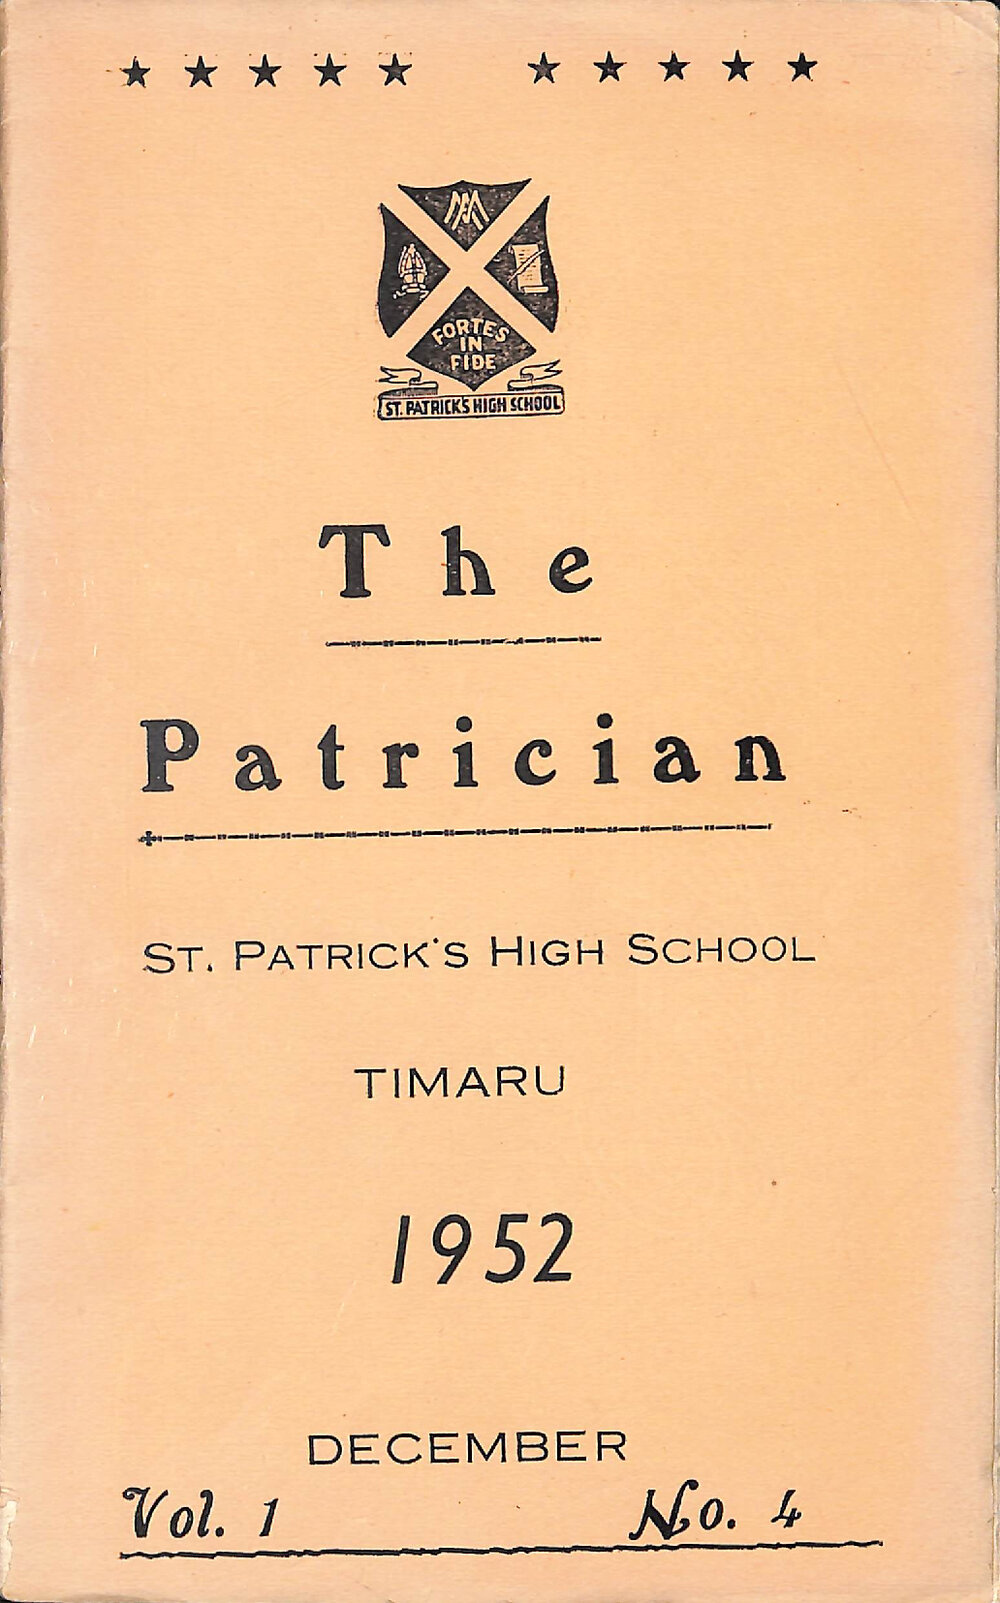 ★ ★ ★ ★ ★ ★ ★ ★ ★ ★
FORTES
IN
FIDE
ST. PATRICK'S HIGH SCHOOL
The
Patrician
ST. PATRICK'S HIGH SCHOOL
TIMARU
1952
DECEMBER
Vol. 1 No. 4